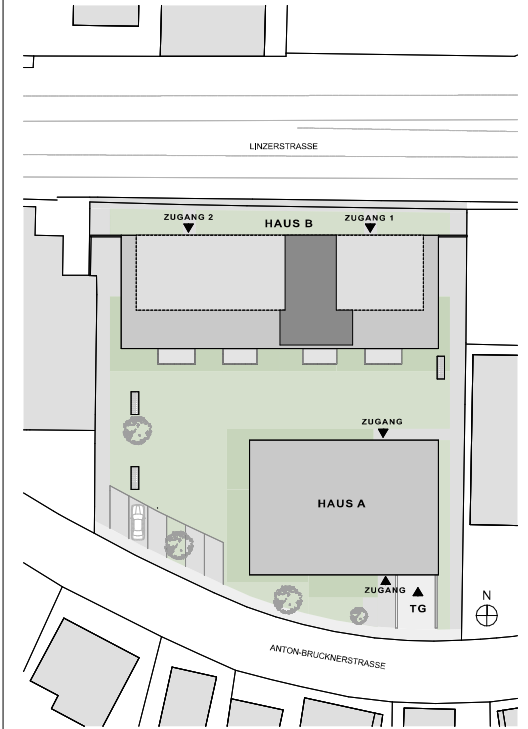 LINZERSTRASSE
ZUGANG 2
HAUS B
ZUGANG 1
ZUGANG
HAUS A
ZUGANG
TG
N
ANTON-BRUCKNERSTRASSE